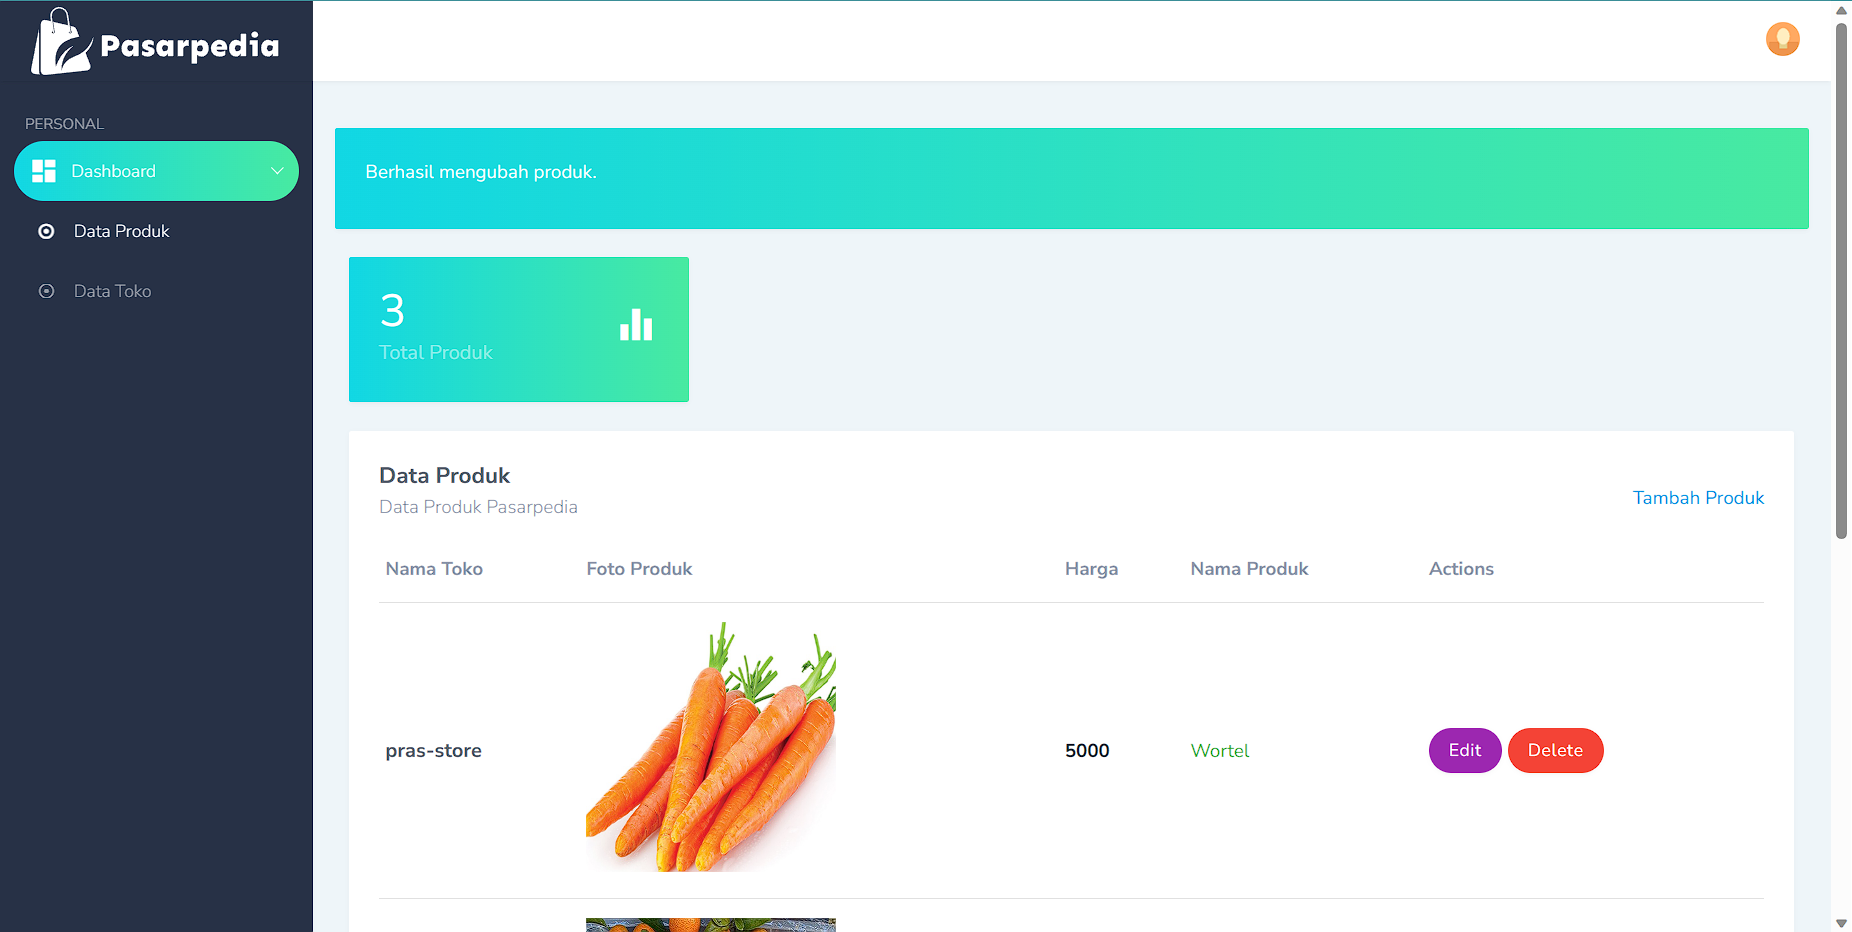 Pasarpedia
PERSONAL
Dashboard
Data Produk
Data Toko
Berhasil mengubah produk.
3
Total Produk
Data Produk
Data Produk Pasarpedia
Tambah Produk
Nama Toko Foto Produk Harga Nama Produk Actions
pras-store 5000 Wortel Edit Delete